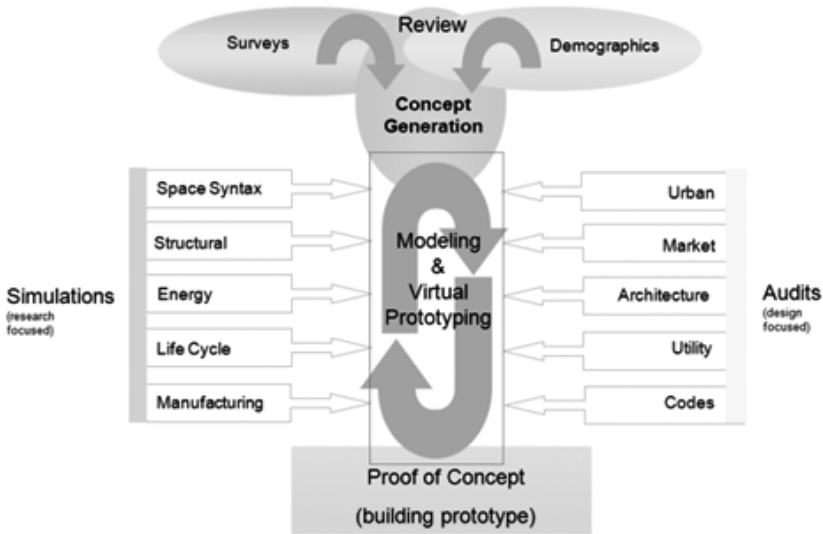 Review
Surveys
Demographics
Concept
Generation
Space Syntax
Structural
Energy
Life Cycle
Manufacturing
Simulations
(research
focused)
Modeling
&
Virtual
Prototyping
Urban
Market
Architecture
Utility
Codes
Audits
(design
focused)
Proof of Concept
(building prototype)